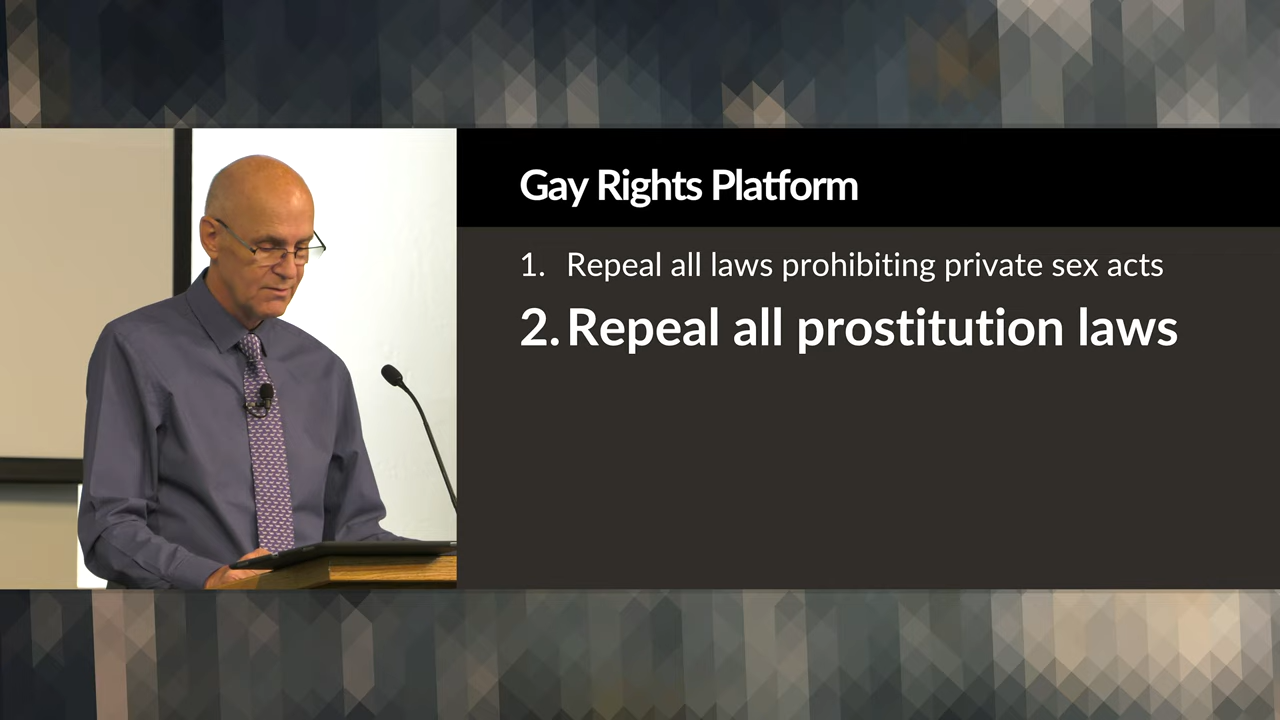 Gay Rights Platform
1. Repeal all laws prohibiting private sex acts
2. Repeal all prostitution laws